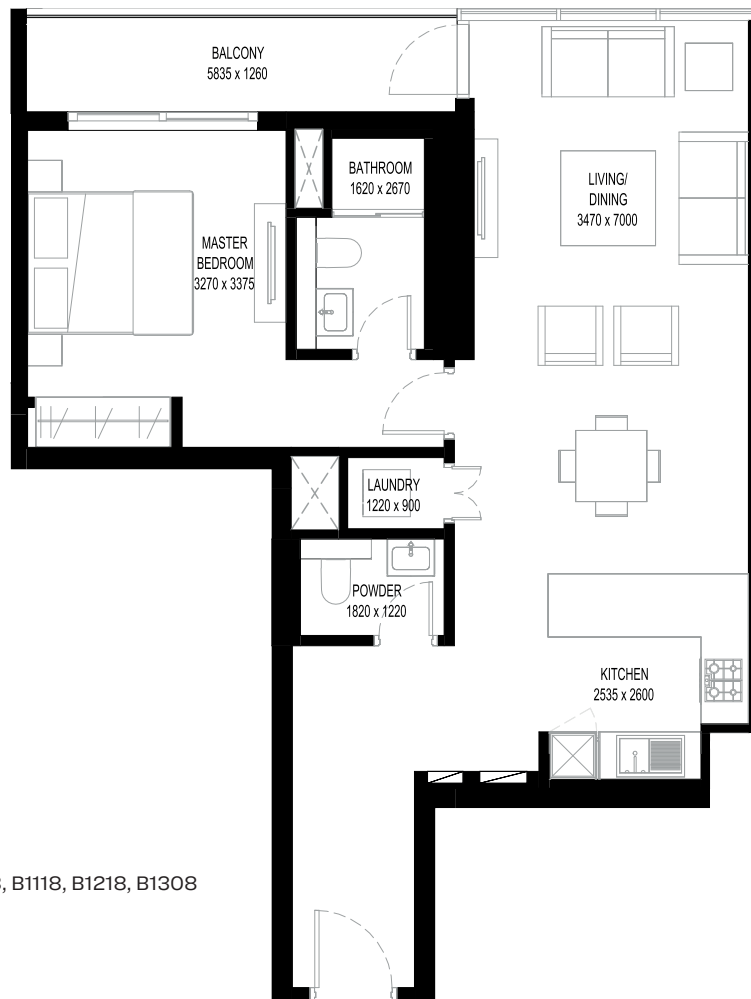 BALCONY
5835 x 1260
BATHROOM
1620 x 2670
LIVING/
DINING
3470 x 7000
MASTER
BEDROOM
3270 x 3375
LAUNDRY
1220 x 900
POWDER
1820 x 1220
KITCHEN
2535 x 2600
, B1118, B1218, B1308